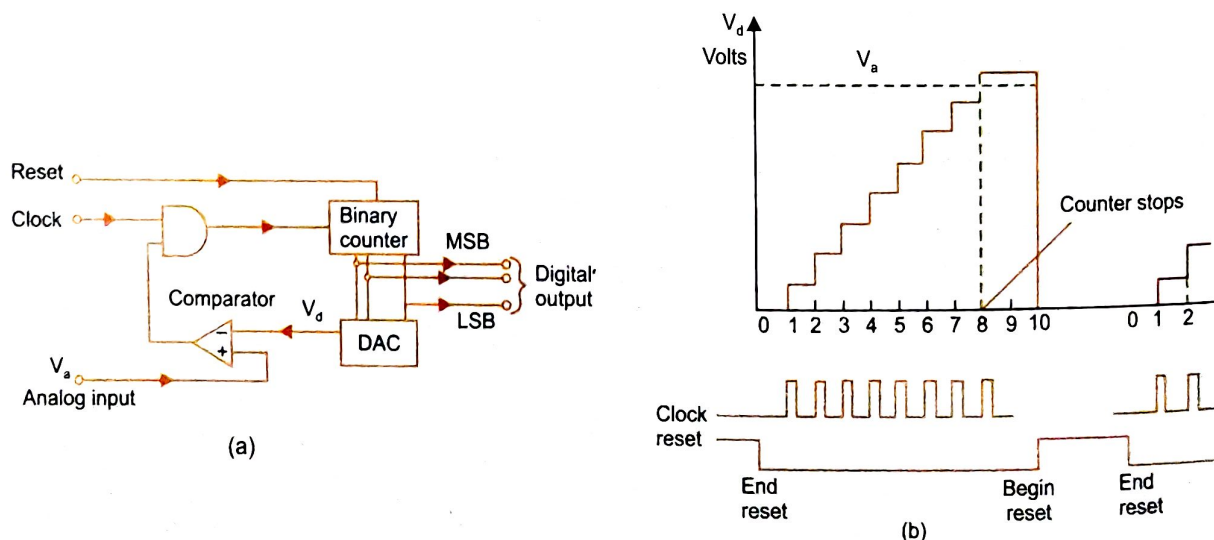 Reset
Clock
Binary
counter
MSB
Digital'
output
LSB
Comparator
V_d
DAC
−
+
V_a
Analog input
(a)
V_d
Volts
V_a
Counter stops
0 1 2 3 4 5 6 7 8 9 10 0 1 2
Clock
reset
End
reset
Begin
reset
End
reset
(b)